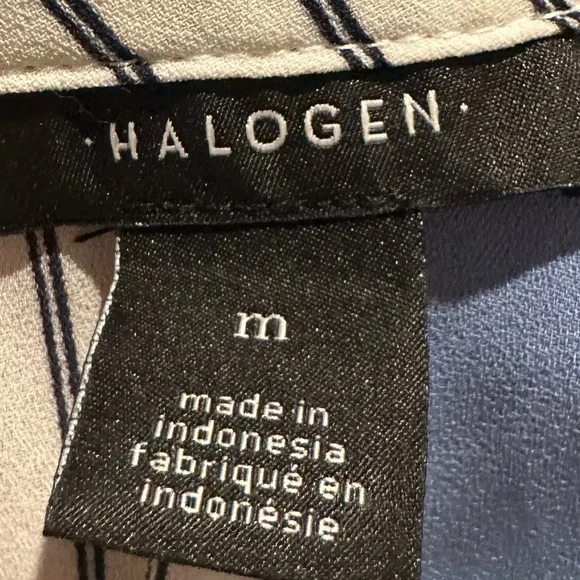 ·HALOGEN·
m
made in
indonesia
fabriqué en
indonésie